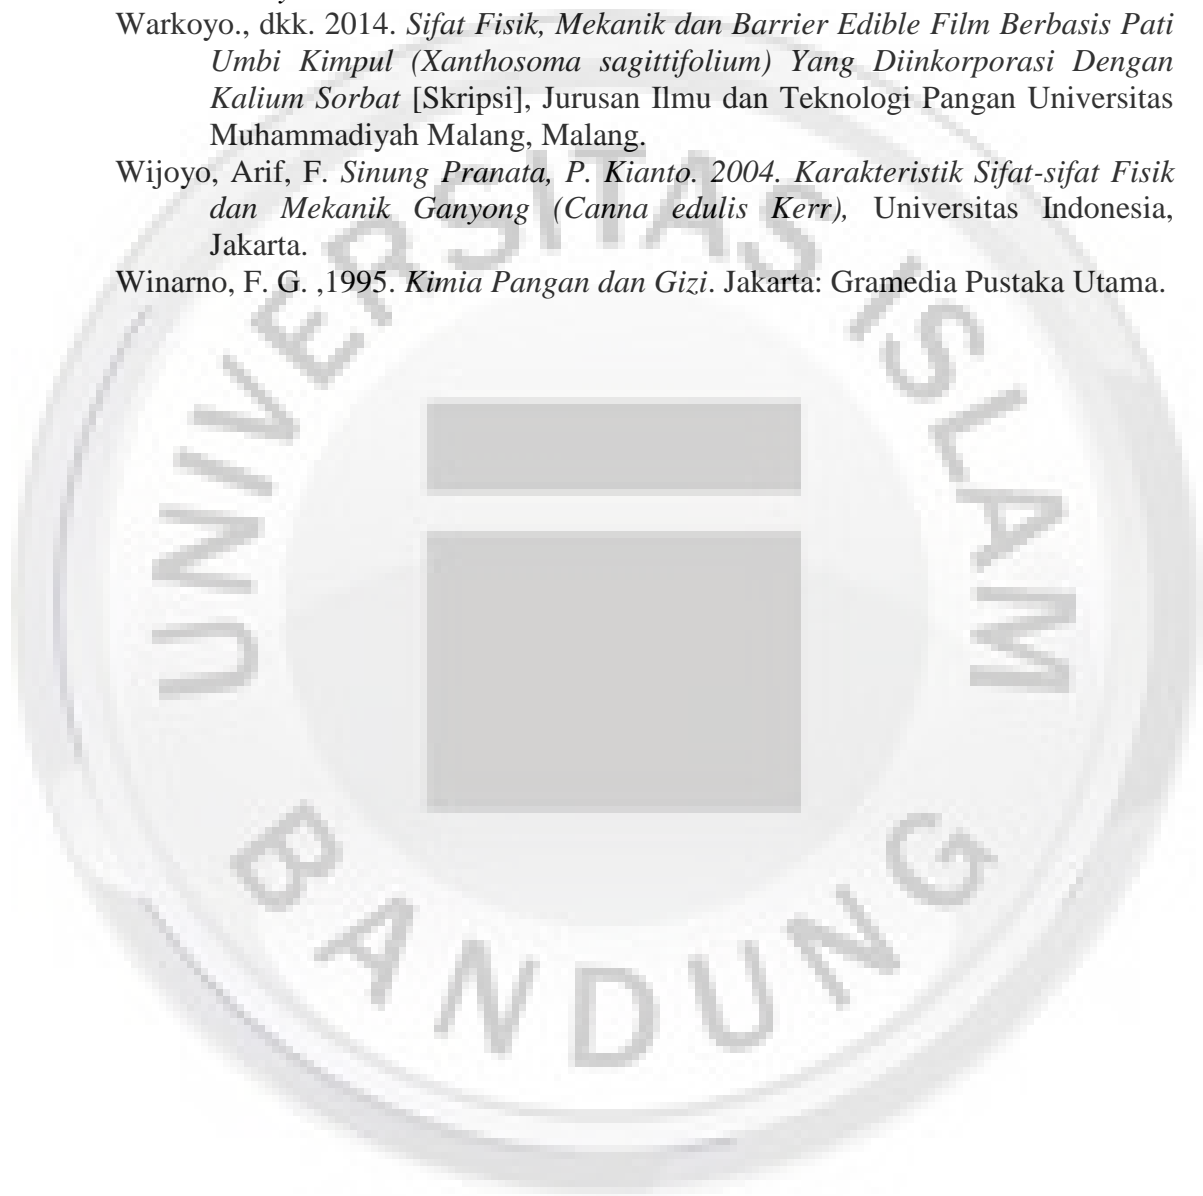 Warkoyo., dkk. 2014. Sifat Fisik, Mekanik dan Barrier Edible Film Berbasis Pati
Umbi Kimpul (Xanthosoma sagittifolium) Yang Diinkorporasi Dengan
Kalium Sorbat [Skripsi], Jurusan Ilmu dan Teknologi Pangan Universitas
Muhammadiyah Malang, Malang.
Wijoyo, Arif, F. Sinung Pranata, P. Kianto. 2004. Karakteristik Sifat-sifat Fisik
dan Mekanik Ganyong (Canna edulis Kerr), Universitas Indonesia,
Jakarta.
Winarno, F. G. ,1995. Kimia Pangan dan Gizi. Jakarta: Gramedia Pustaka Utama.
UNIVERSITAS ISLAM
BANDUNG